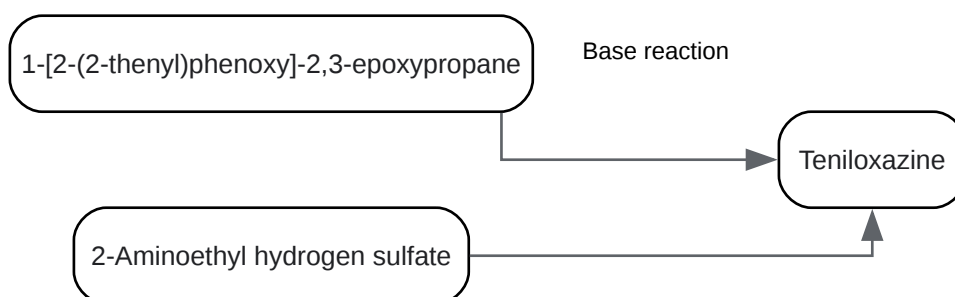 1-[2-(2-thenyl)phenoxy]-2,3-epoxypropane
Base reaction
Teniloxazine
2-Aminoethyl hydrogen sulfate